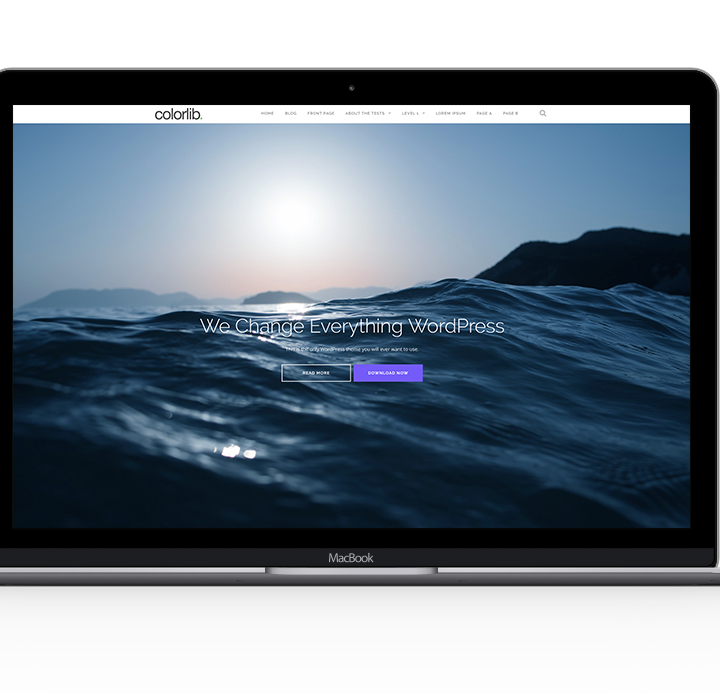 colorlib.
HOME BLOG FRONT PAGE ABOUT THE TESTS LEVEL 1 LOREM IPSUM PAGE A PAGE B
We Change Everything WordPress
This is the only WordPress theme you will ever want to use.
READ MORE DOWNLOAD NOW
MacBook